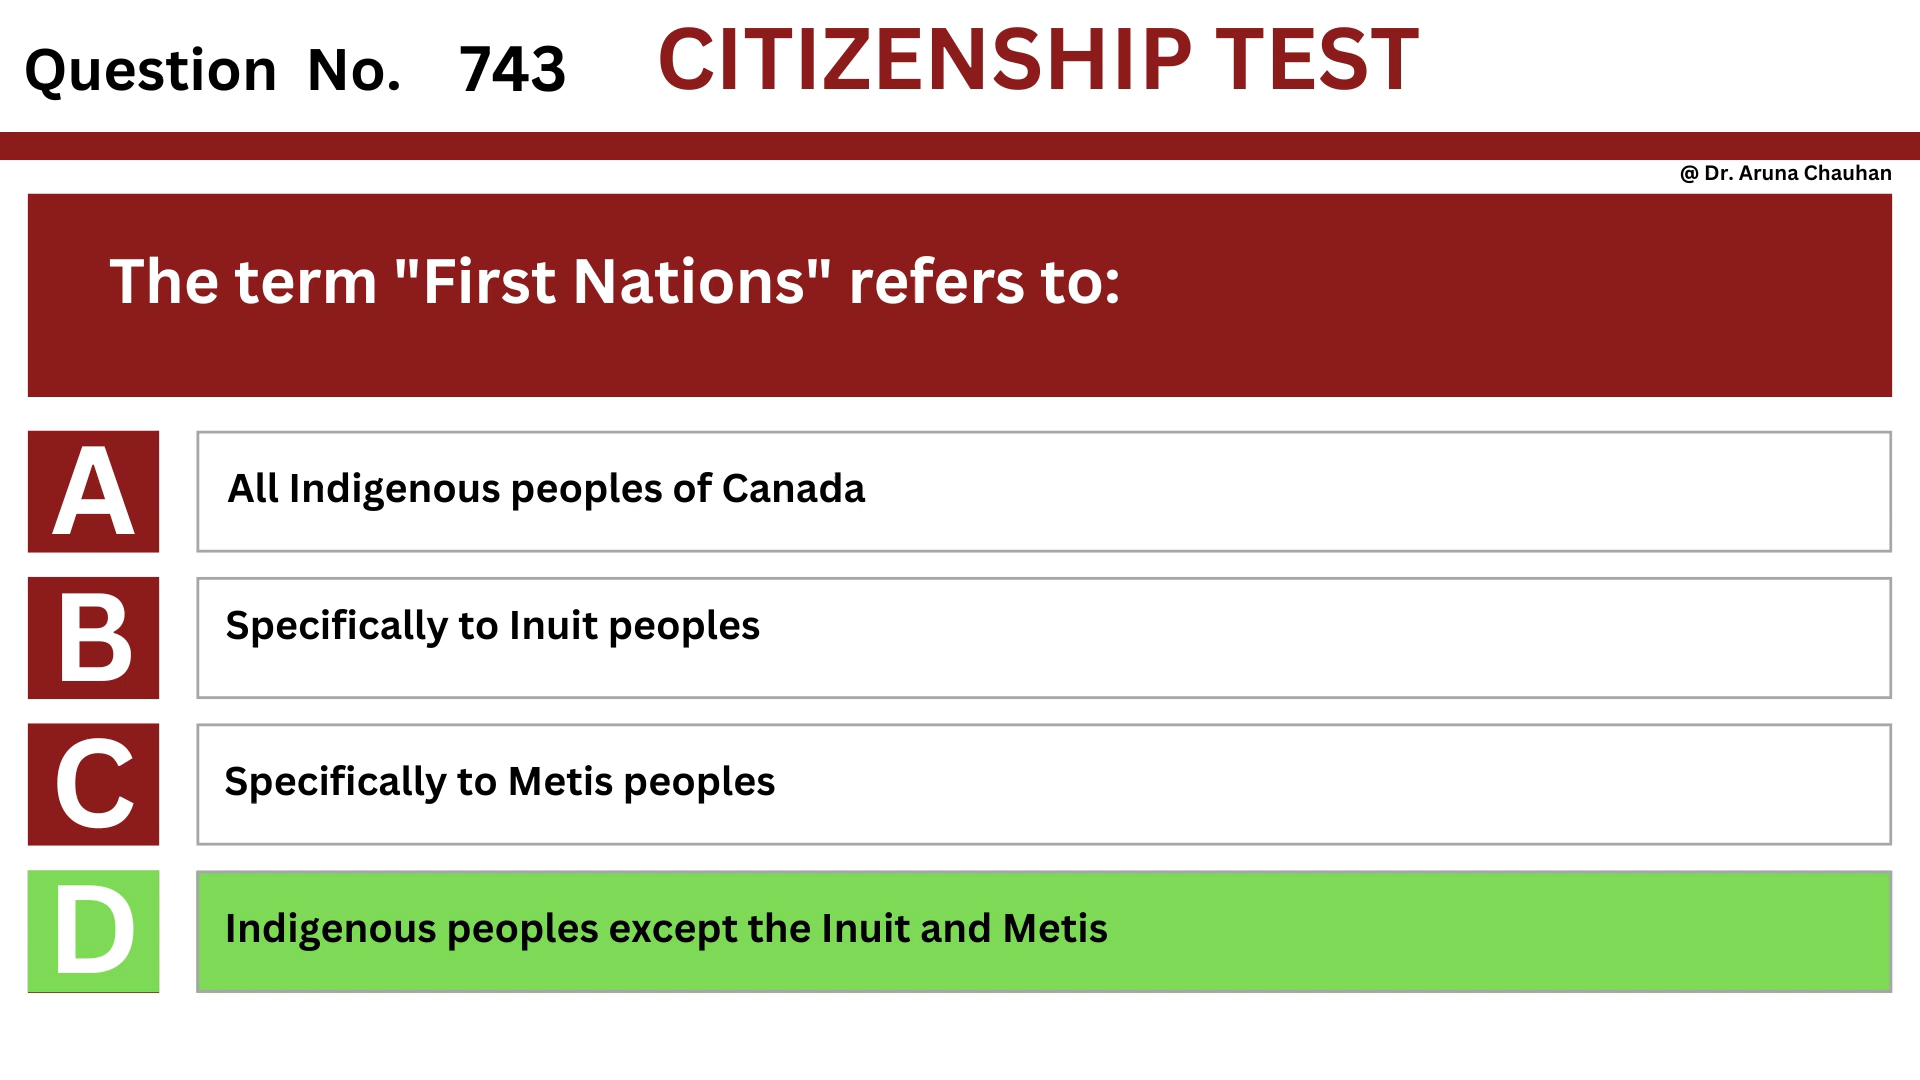 Question No. 743 CITIZENSHIP TEST
@ Dr. Aruna Chauhan
The term "First Nations" refers to:
A All Indigenous peoples of Canada
B Specifically to Inuit peoples
C Specifically to Metis peoples
D Indigenous peoples except the Inuit and Metis